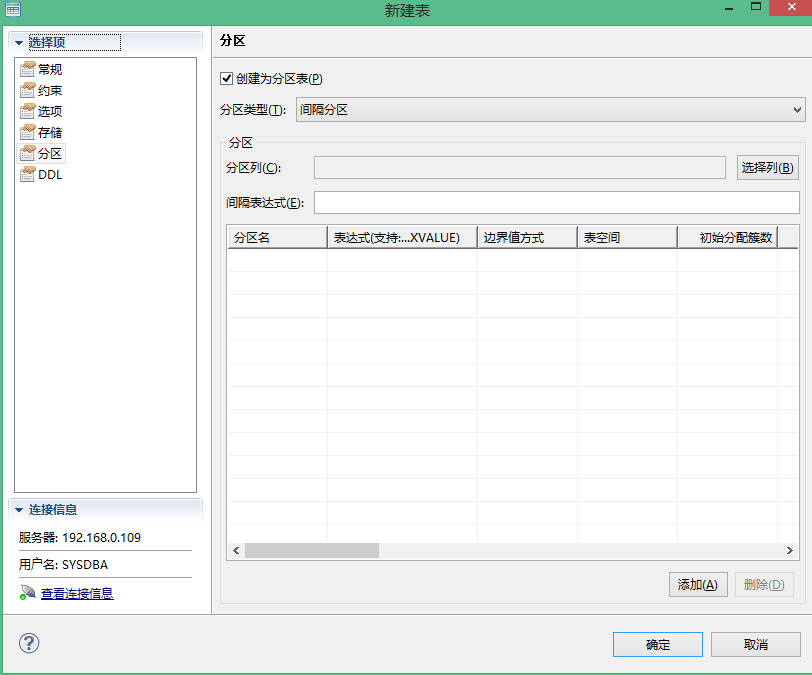 新建表
选择项
常规
约束
选项
存储
分区
DDL
连接信息
服务器: 192.168.0.109
用户名: SYSDBA
查看连接信息
分区
创建为分区表(P)
分区类型(T): 间隔分区
分区
分区列(C): 选择列(B)
间隔表达式(E):
分区名 表达式(支持:...XVALUE) 边界值方式 表空间 初始分配簇数
添加(A) 删除(D)
确定 取消